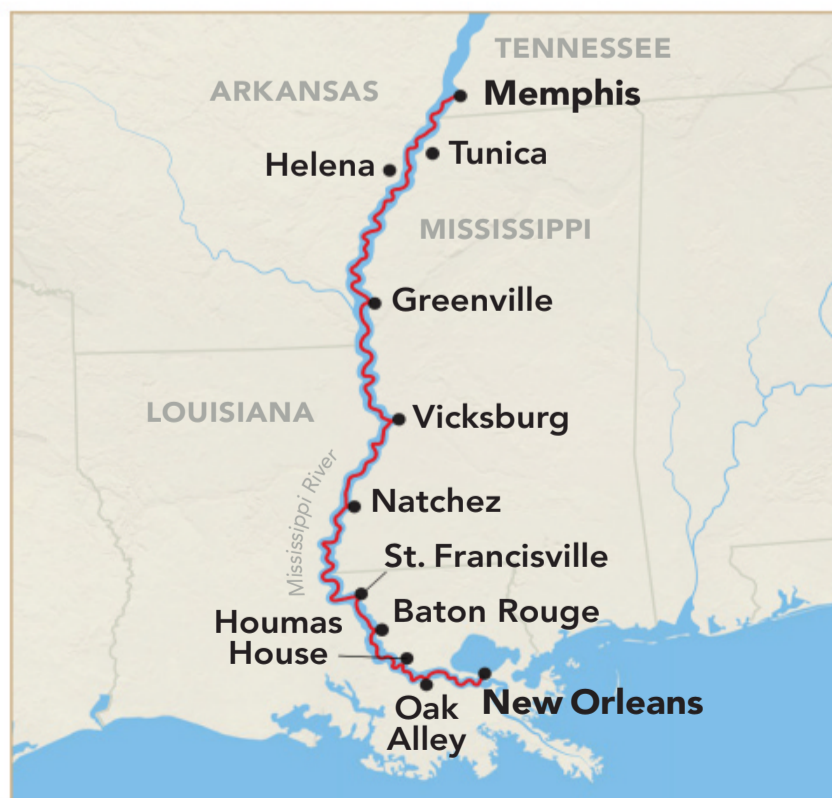 TENNESSEE
ARKANSAS
Memphis
Tunica
Helena
MISSISSIPPI
Greenville
LOUISIANA
Vicksburg
Mississippi River
Natchez
St. Francisville
Baton Rouge
Houmas
House
New Orleans
Oak
Alley